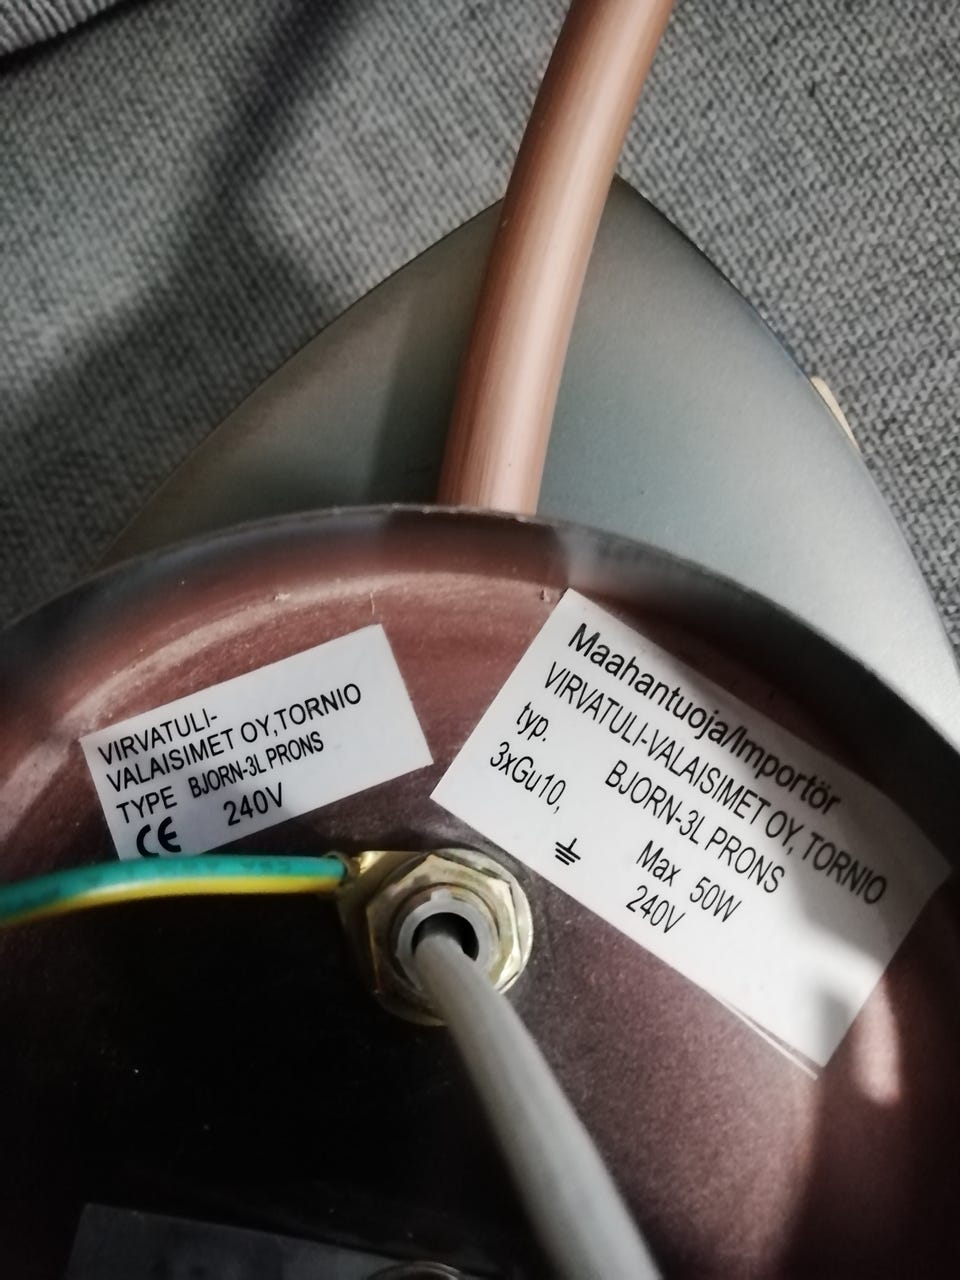 VIRVATULI-
VALAISIMET OY,TORNIO
TYPE BJORN-3L PRONS
CE 240V
Maahantuoja/Importör
VIRVATULI-VALAISIMET OY, TORNIO
typ. BJORN-3L PRONS
3xGu10, Max 50W
240V